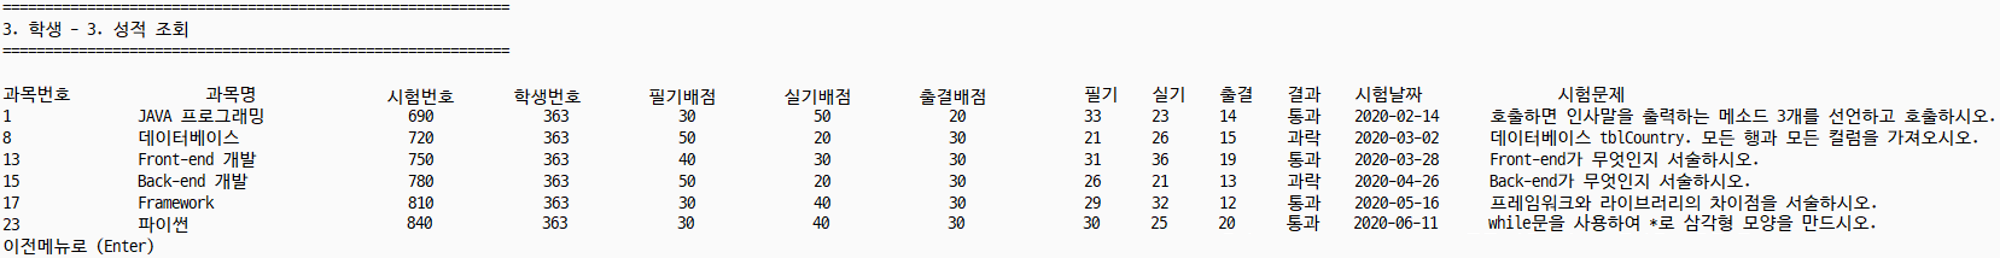 ============================================================
3. 학생 - 3. 성적 조회
============================================================
과목번호 과목명 시험번호 학생번호 필기배점 실기배점 출결배점 필기 실기 출결 결과 시험날짜 시험문제
1 JAVA 프로그래밍 690 363 30 50 20 33 23 14 통과 2020-02-14 호출하면 인사말을 출력하는 메소드 3개를 선언하고 호출하시오.
8 데이터베이스 720 363 50 20 30 21 26 15 과락 2020-03-02 데이터베이스 tblCountry. 모든 행과 모든 컬럼을 가져오시오.
13 Front-end 개발 750 363 40 30 30 31 36 19 통과 2020-03-28 Front-end가 무엇인지 서술하시오.
15 Back-end 개발 780 363 50 20 30 26 21 13 과락 2020-04-26 Back-end가 무엇인지 서술하시오.
17 Framework 810 363 30 40 30 29 32 12 통과 2020-05-16 프레임워크와 라이브러리의 차이점을 서술하시오.
23 파이썬 840 363 30 40 30 30 25 20 통과 2020-06-11 while문을 사용하여 *로 삼각형 모양을 만드시오.
이전메뉴로 (Enter)